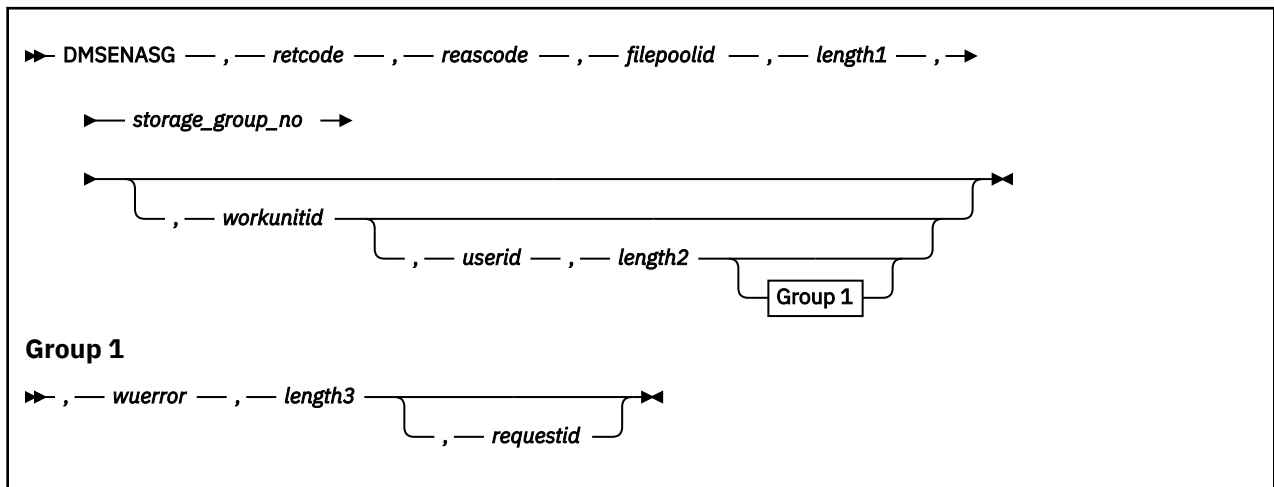 DMSENASG , retcode , reascode , filepoolid , length1 ,
storage_group_no
, workunitid
, userid , length2
Group 1
Group 1
, wuerror , length3
, requestid